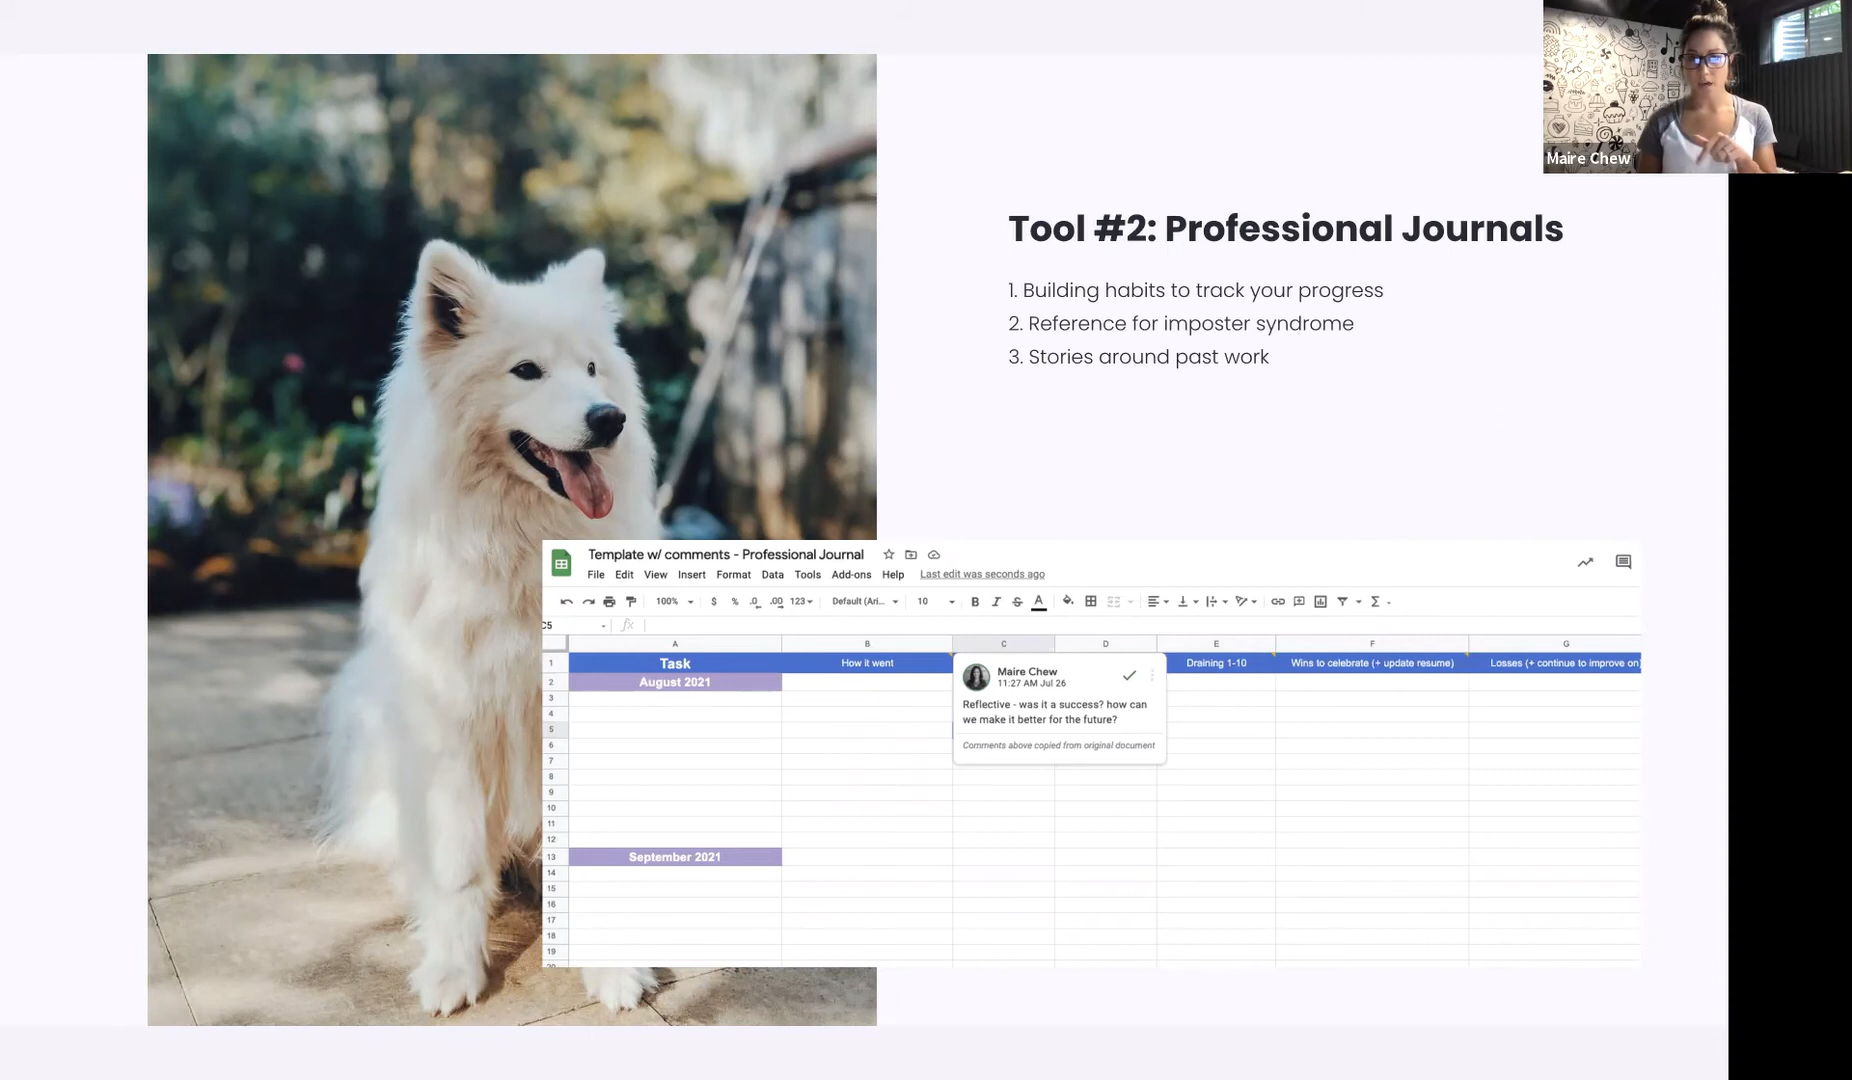 Maire Chew
Tool #2: Professional Journals
1. Building habits to track your progress
2. Reference for imposter syndrome
3. Stories around past work
Template w/ comments - Professional Journal
File Edit View Insert Format Data Tools Add-ons Help Last edit was seconds ago
100% $ % .0 .00 123 Default (Ari... 10 B I S A
C5 fx
A B C D E F G
1 Task How it went Draining 1-10 Wins to celebrate (+ update resume) Losses (+ continue to improve on)
2 August 2021
Maire Chew
11:27 AM Jul 26
Reflective - was it a success? how can
we make it better for the future?
Comments above copied from original document
3
4
5
6
7
8
9
10
11
12
13 September 2021
14
15
16
17
18
19
20